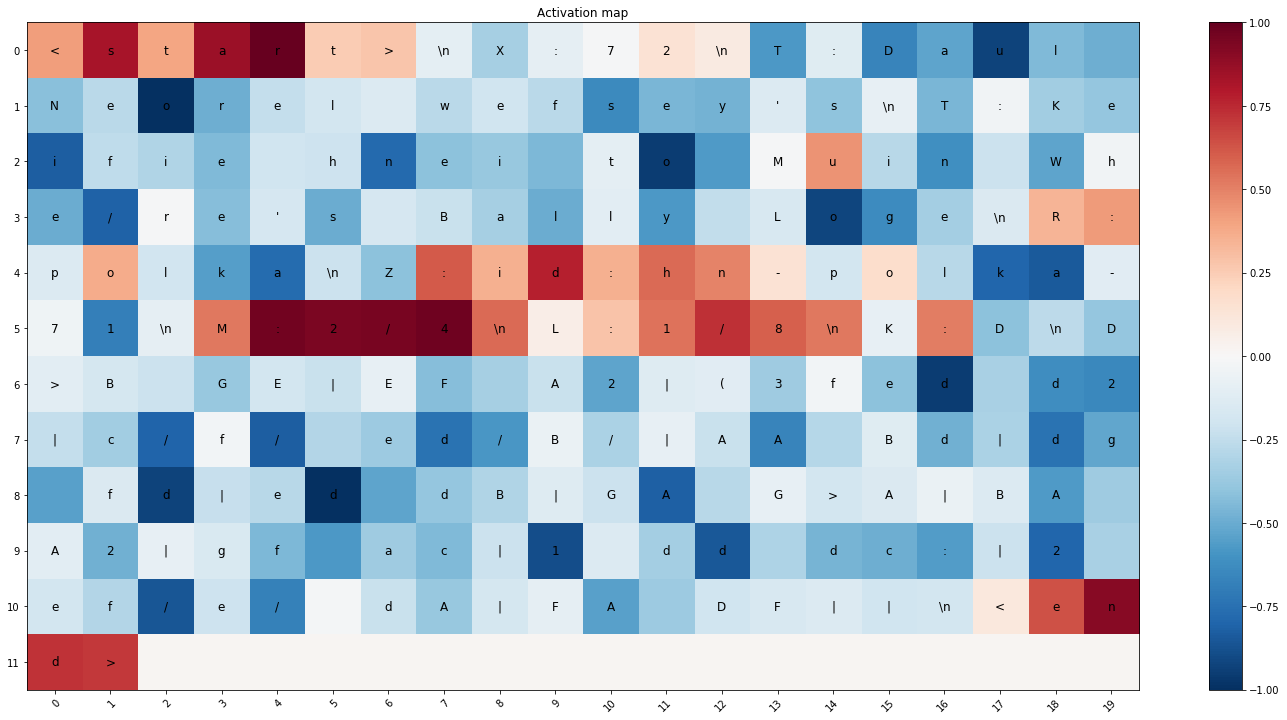 Activation map
0 < s t a r t > \n X : 7 2 \n T : D a u l
1 N e o r e l w e f s e y ' s \n T : K e
2 i f i e h n e i t o M u i n W h
3 e / r e ' s B a l l y L o g e \n R :
4 p o l k a \n Z : i d : h n - p o l k a -
5 7 1 \n M : 2 / 4 \n L : 1 / 8 \n K : D \n D
6 > B G E | E F A 2 | ( 3 f e d d 2
7 | c / f / e d / B / | A A B d | d g
8 f d | e d d B | G A G > A | B A
9 A 2 | g f a c | 1 d d d c : | 2
10 e f / e / d A | F A D F | | \n < e n
11 d >
0 1 2 3 4 5 6 7 8 9 10 11 12 13 14 15 16 17 18 19
1.00
0.75
0.50
0.25
0.00
−0.25
−0.50
−0.75
−1.00